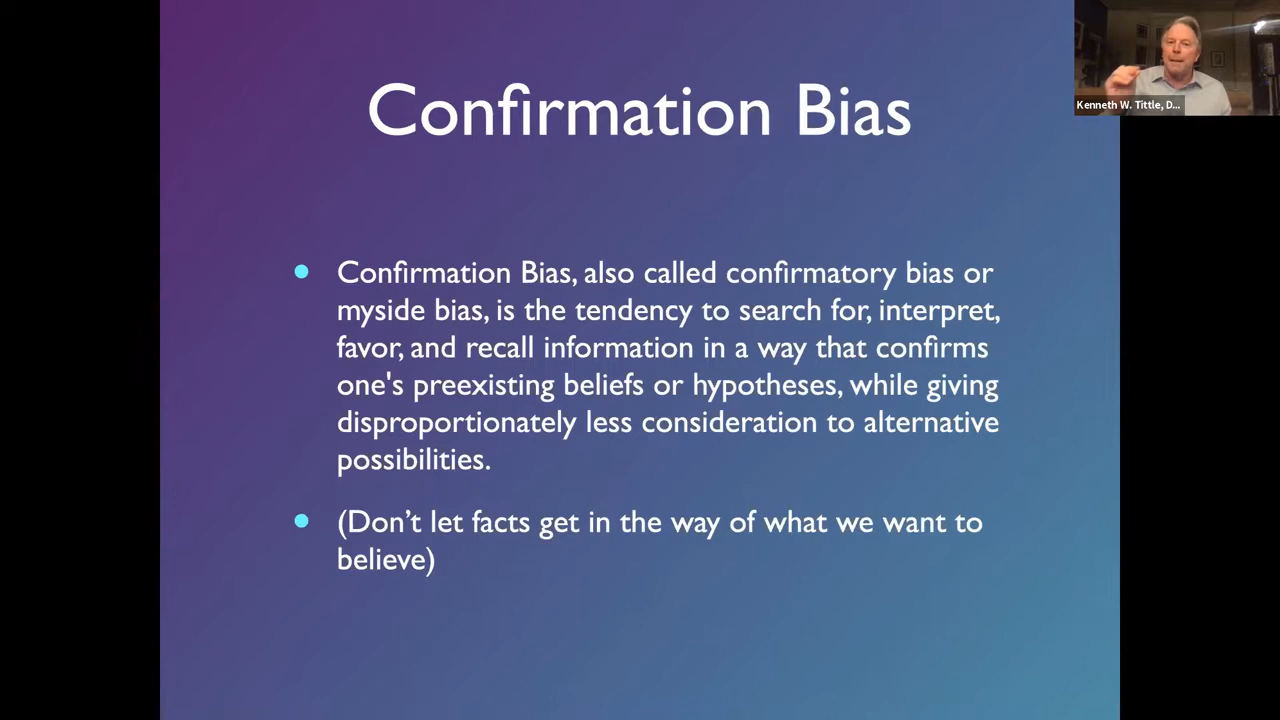 Confirmation Bias
Kenneth W. Tittle, D...
Confirmation Bias, also called confirmatory bias or
myside bias, is the tendency to search for, interpret,
favor, and recall information in a way that confirms
one's preexisting beliefs or hypotheses, while giving
disproportionately less consideration to alternative
possibilities.
(Don’t let facts get in the way of what we want to
believe)